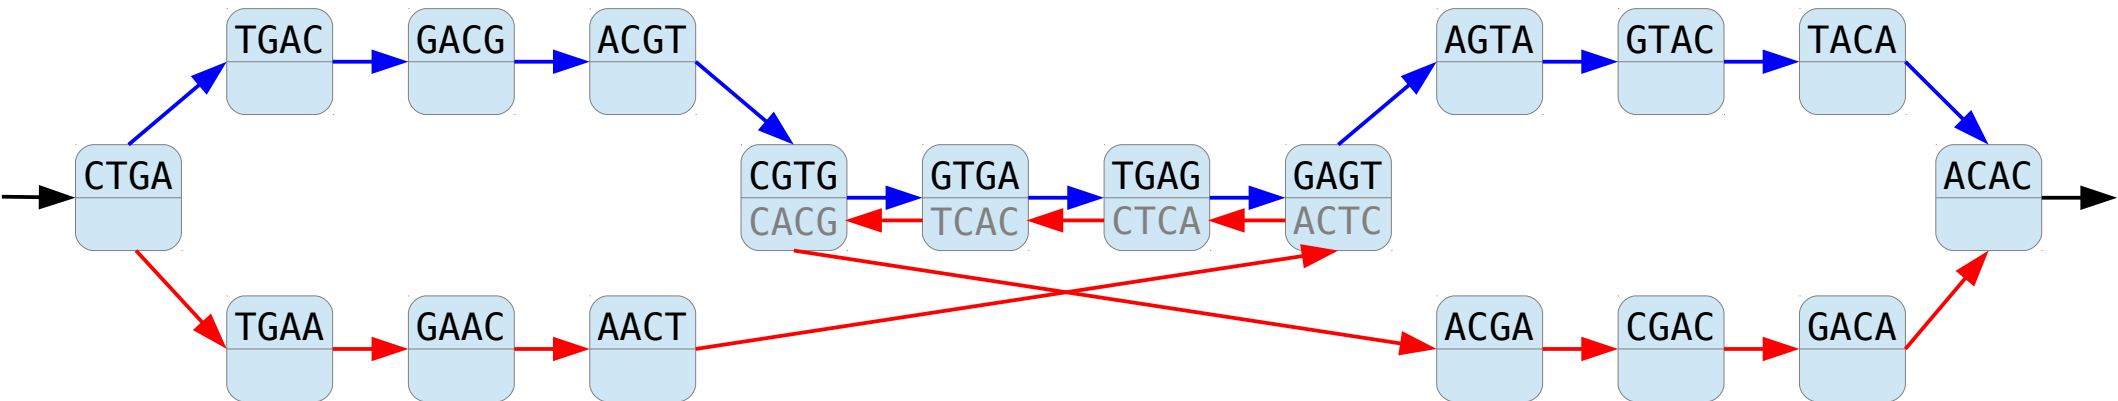 TGAC GACG ACGT AGTA GTAC TACA
CTGA CGTG GTGA TGAG GAGT ACAC
CACG TCAC CTCA ACTC
TGAA GAAC AACT ACGA CGAC GACA